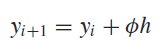 yᵢ₊₁ = yᵢ + ϕh